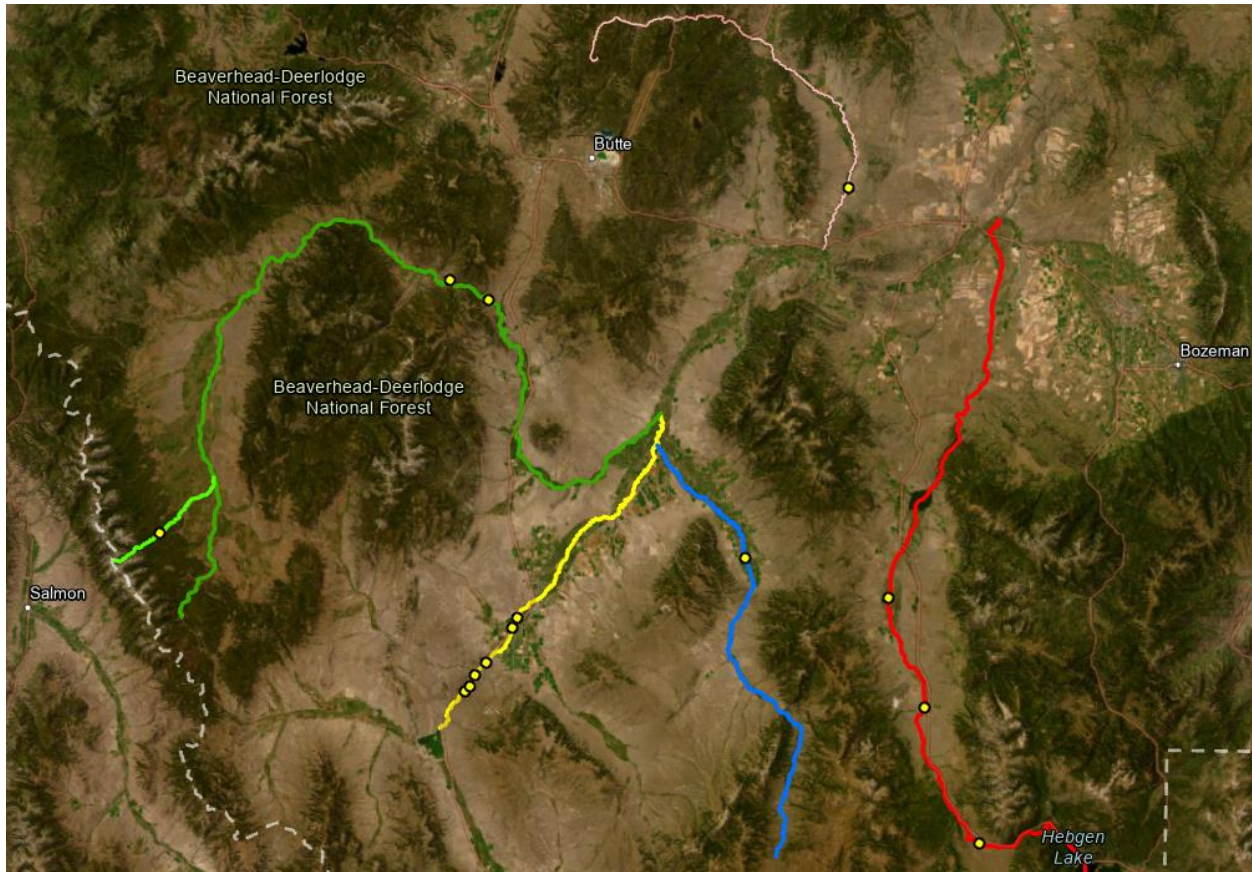 Beaverhead-Deerlodge
National Forest
Butte
Bozeman
Beaverhead-Deerlodge
National Forest
Salmon
Hebgen
Lake